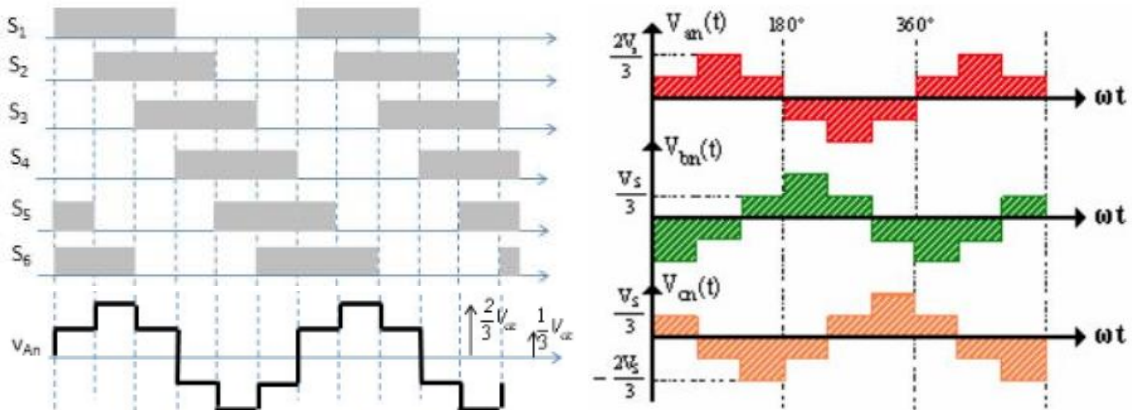 S1
S2
S3
S4
S5
S6
vAn
2/3 Vdc
1/3 Vdc
Van(t)
180°
360°
2Vs/3
ωt
Vbn(t)
Vs/3
ωt
Vcn(t)
Vs/3
ωt
-2Vs/3